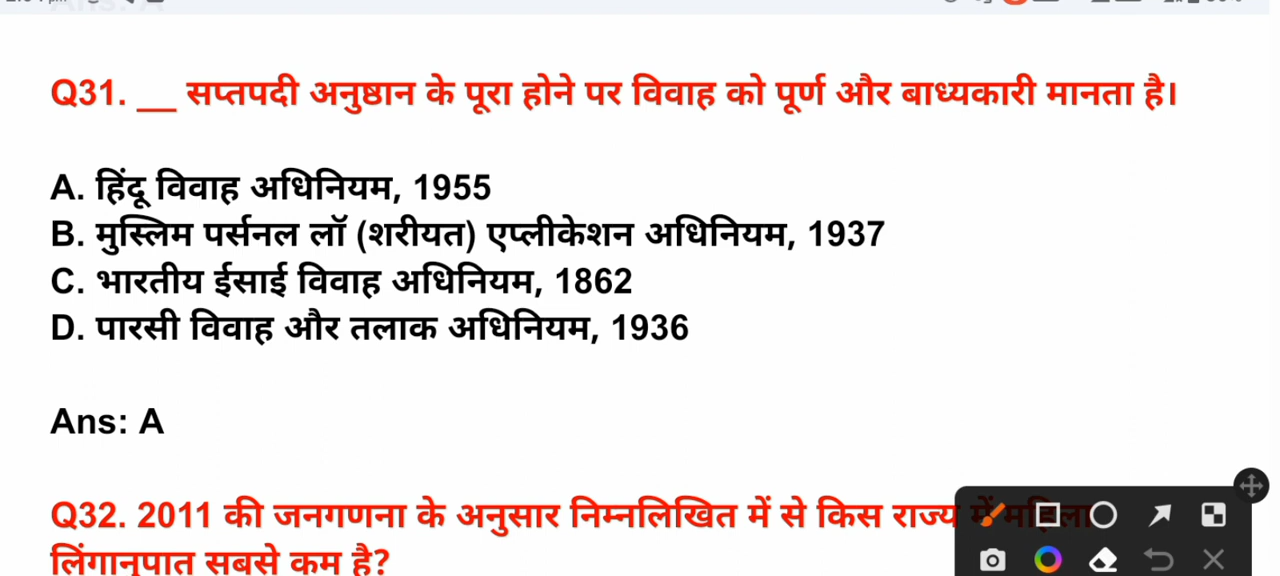 Q31. __ सप्तपदी अनुष्ठान के पूरा होने पर विवाह को पूर्ण और बाध्यकारी मानता है।
A. हिंदू विवाह अधिनियम, 1955
B. मुस्लिम पर्सनल लॉ (शरीयत) एप्लीकेशन अधिनियम, 1937
C. भारतीय ईसाई विवाह अधिनियम, 1862
D. पारसी विवाह और तलाक अधिनियम, 1936
Ans: A
Q32. 2011 की जनगणना के अनुसार निम्नलिखित में से किस राज्य में महिला
लिंगानुपात सबसे कम है?